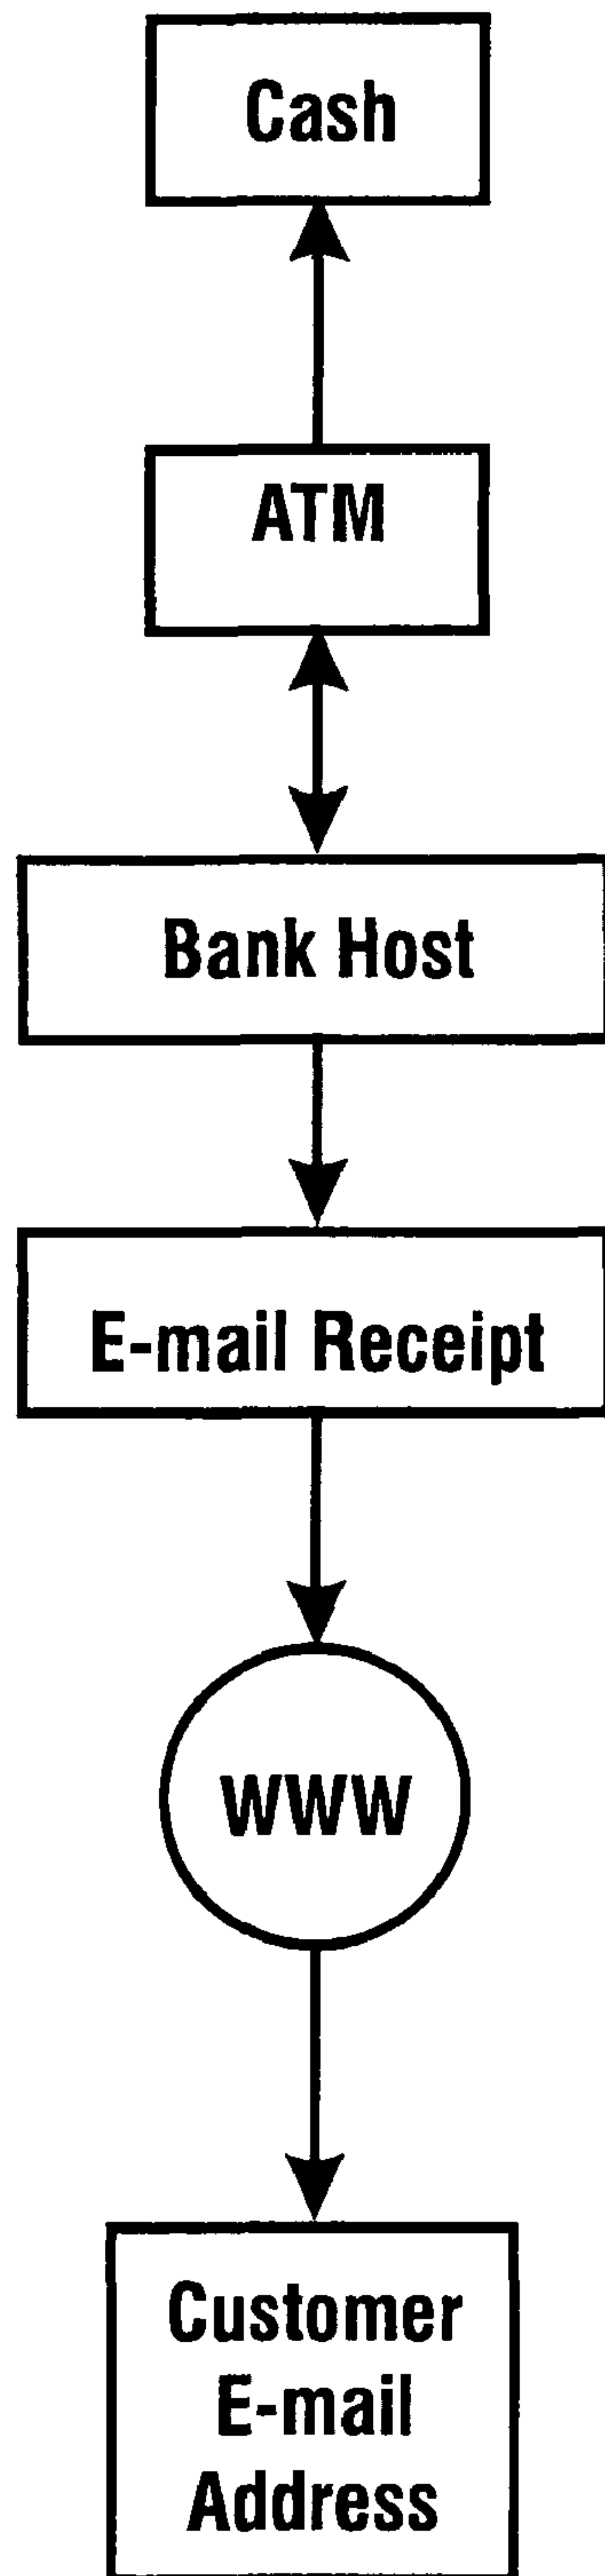 Cash
ATM
Bank Host
E-mail Receipt
WWW
Customer
E-mail
Address